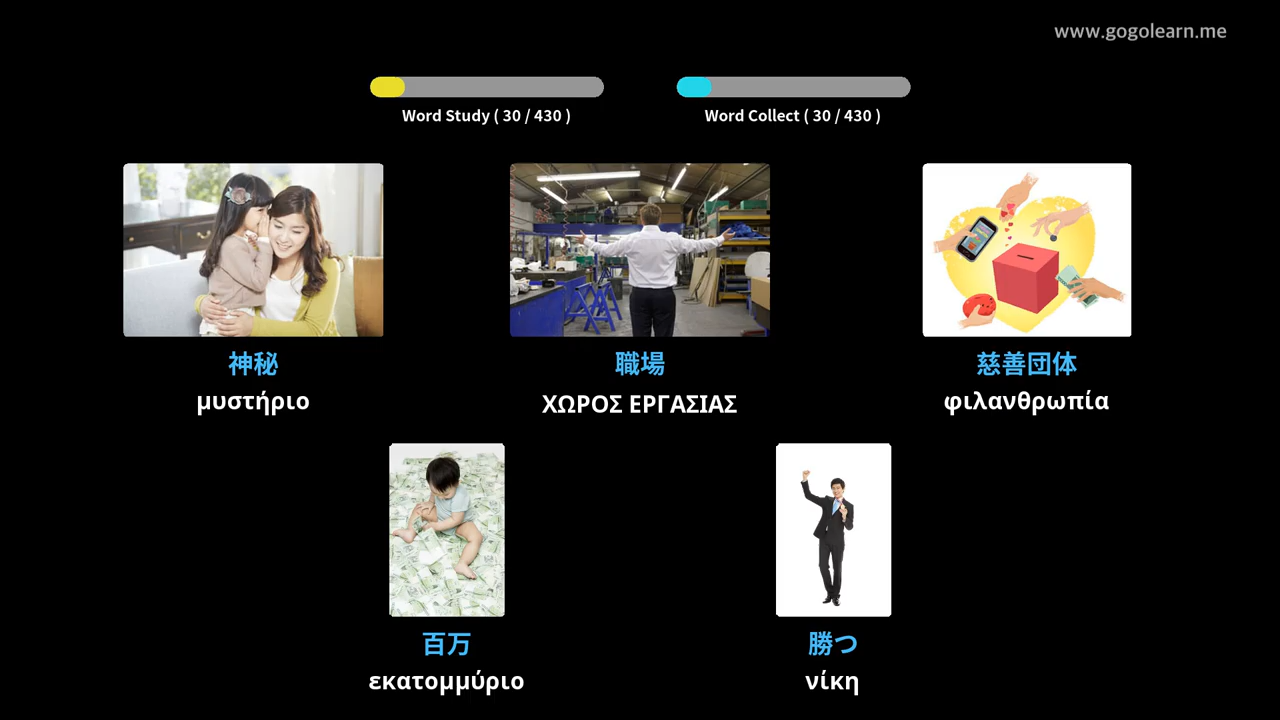 www.gogolearn.me
Word Study ( 30 / 430 )
Word Collect ( 30 / 430 )
神秘
職場
慈善団体
μυστήριο
ΧΩΡΟΣ ΕΡΓΑΣΙΑΣ
φιλανθρωπία
百万
勝つ
εκατομμύριο
νίκη